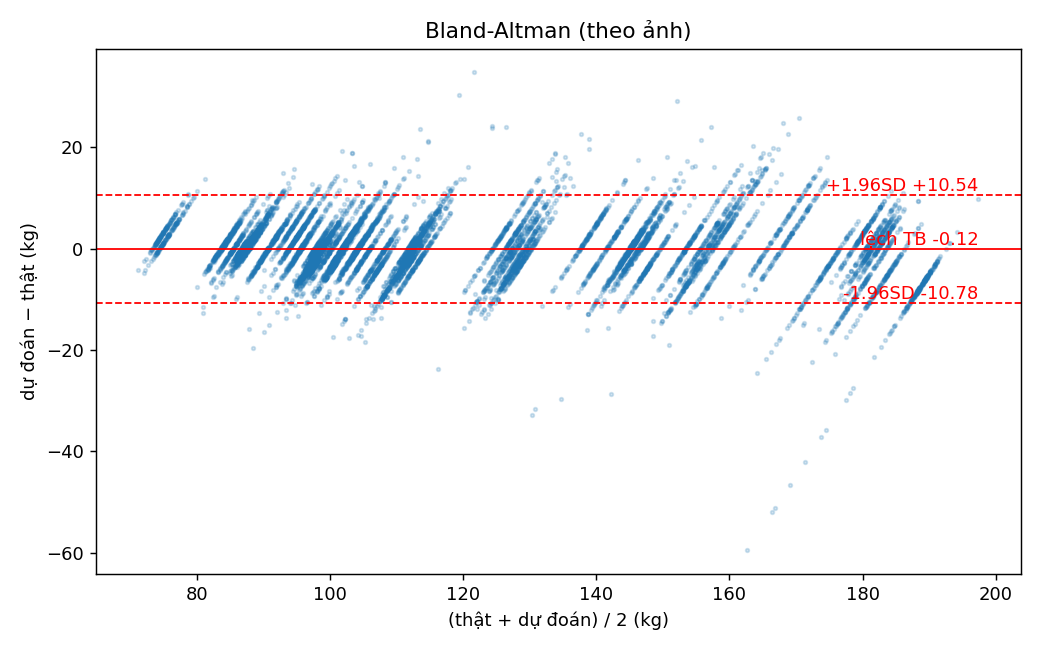 Bland-Altman (theo ảnh)
dự đoán − thật (kg)
20
0
−20
−40
−60
+1.96SD +10.54
lệch TB -0.12
-1.96SD -10.78
80
100
120
140
160
180
200
(thật + dự đoán) / 2 (kg)